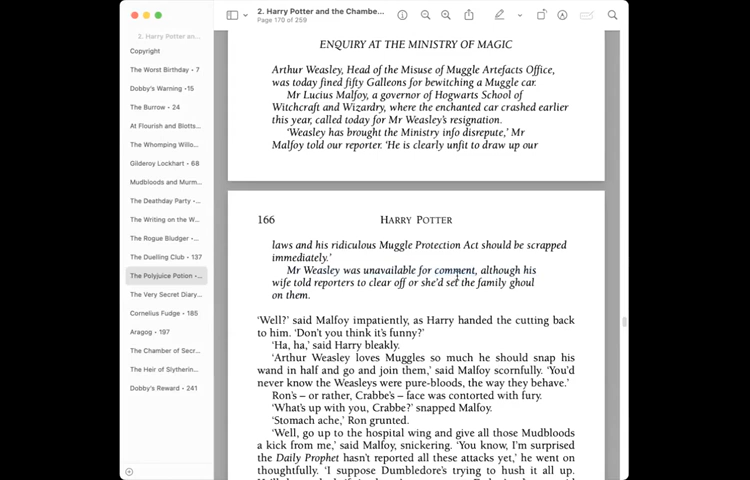 2. Harry Potter and the Chambe...
Page 170 of 259
2. Harry Potter an...
Copyright
The Worst Birthday • 7
Dobby's Warning •15
The Burrow • 24
At Flourish and Blotts...
The Whomping Willo...
Gilderoy Lockhart • 68
Mudbloods and Murm...
The Deathday Party •...
The Writing on the W...
The Rogue Bludger •...
The Duelling Club • 137
The Polyjuice Potion •...
The Very Secret Diary...
Cornelius Fudge • 185
Aragog • 197
The Chamber of Secr...
The Heir of Slytherin...
Dobby's Reward • 241
ENQUIRY AT THE MINISTRY OF MAGIC
Arthur Weasley, Head of the Misuse of Muggle Artefacts Office,
was today fined fifty Galleons for bewitching a Muggle car.
Mr Lucius Malfoy, a governor of Hogwarts School of
Witchcraft and Wizardry, where the enchanted car crashed earlier
this year, called today for Mr Weasley's resignation.
'Weasley has brought the Ministry info disrepute,' Mr
Malfoy told our reporter. 'He is clearly unfit to draw up our
166 HARRY POTTER
laws and his ridiculous Muggle Protection Act should be scrapped
immediately.'
Mr Weasley was unavailable for comment, although his
wife told reporters to clear off or she'd set the family ghoul
on them.
'Well?' said Malfoy impatiently, as Harry handed the cutting back
to him. 'Don't you think it's funny?'
'Ha, ha,' said Harry bleakly.
'Arthur Weasley loves Muggles so much he should snap his
wand in half and go and join them,' said Malfoy scornfully. 'You'd
never know the Weasleys were pure-bloods, the way they behave.'
Ron's – or rather, Crabbe's – face was contorted with fury.
'What's up with you, Crabbe?' snapped Malfoy.
'Stomach ache,' Ron grunted.
'Well, go up to the hospital wing and give all those Mudbloods
a kick from me,' said Malfoy, snickering. 'You know, I'm surprised
the Daily Prophet hasn't reported all these attacks yet,' he went on
thoughtfully. 'I suppose Dumbledore's trying to hush it all up.